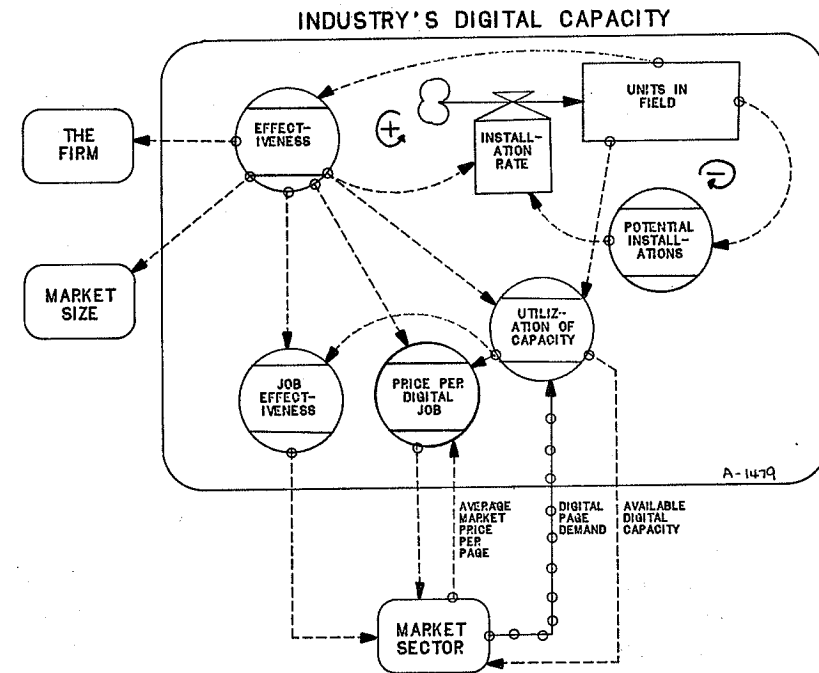 INDUSTRY'S DIGITAL CAPACITY
EFFECT-
IVENESS
UNITS IN
FIELD
THE
FIRM
+
INSTALL-
ATION
RATE
-
POTENTIAL
INSTALL-
ATIONS
MARKET
SIZE
UTILIZ-
ATION OF
CAPACITY
JOB
EFFECT-
IVENESS
PRICE PER
DIGITAL
JOB
A-1479
AVERAGE
MARKET
PRICE
PER
PAGE
DIGITAL
PAGE
DEMAND
AVAILABLE
DIGITAL
CAPACITY
MARKET
SECTOR